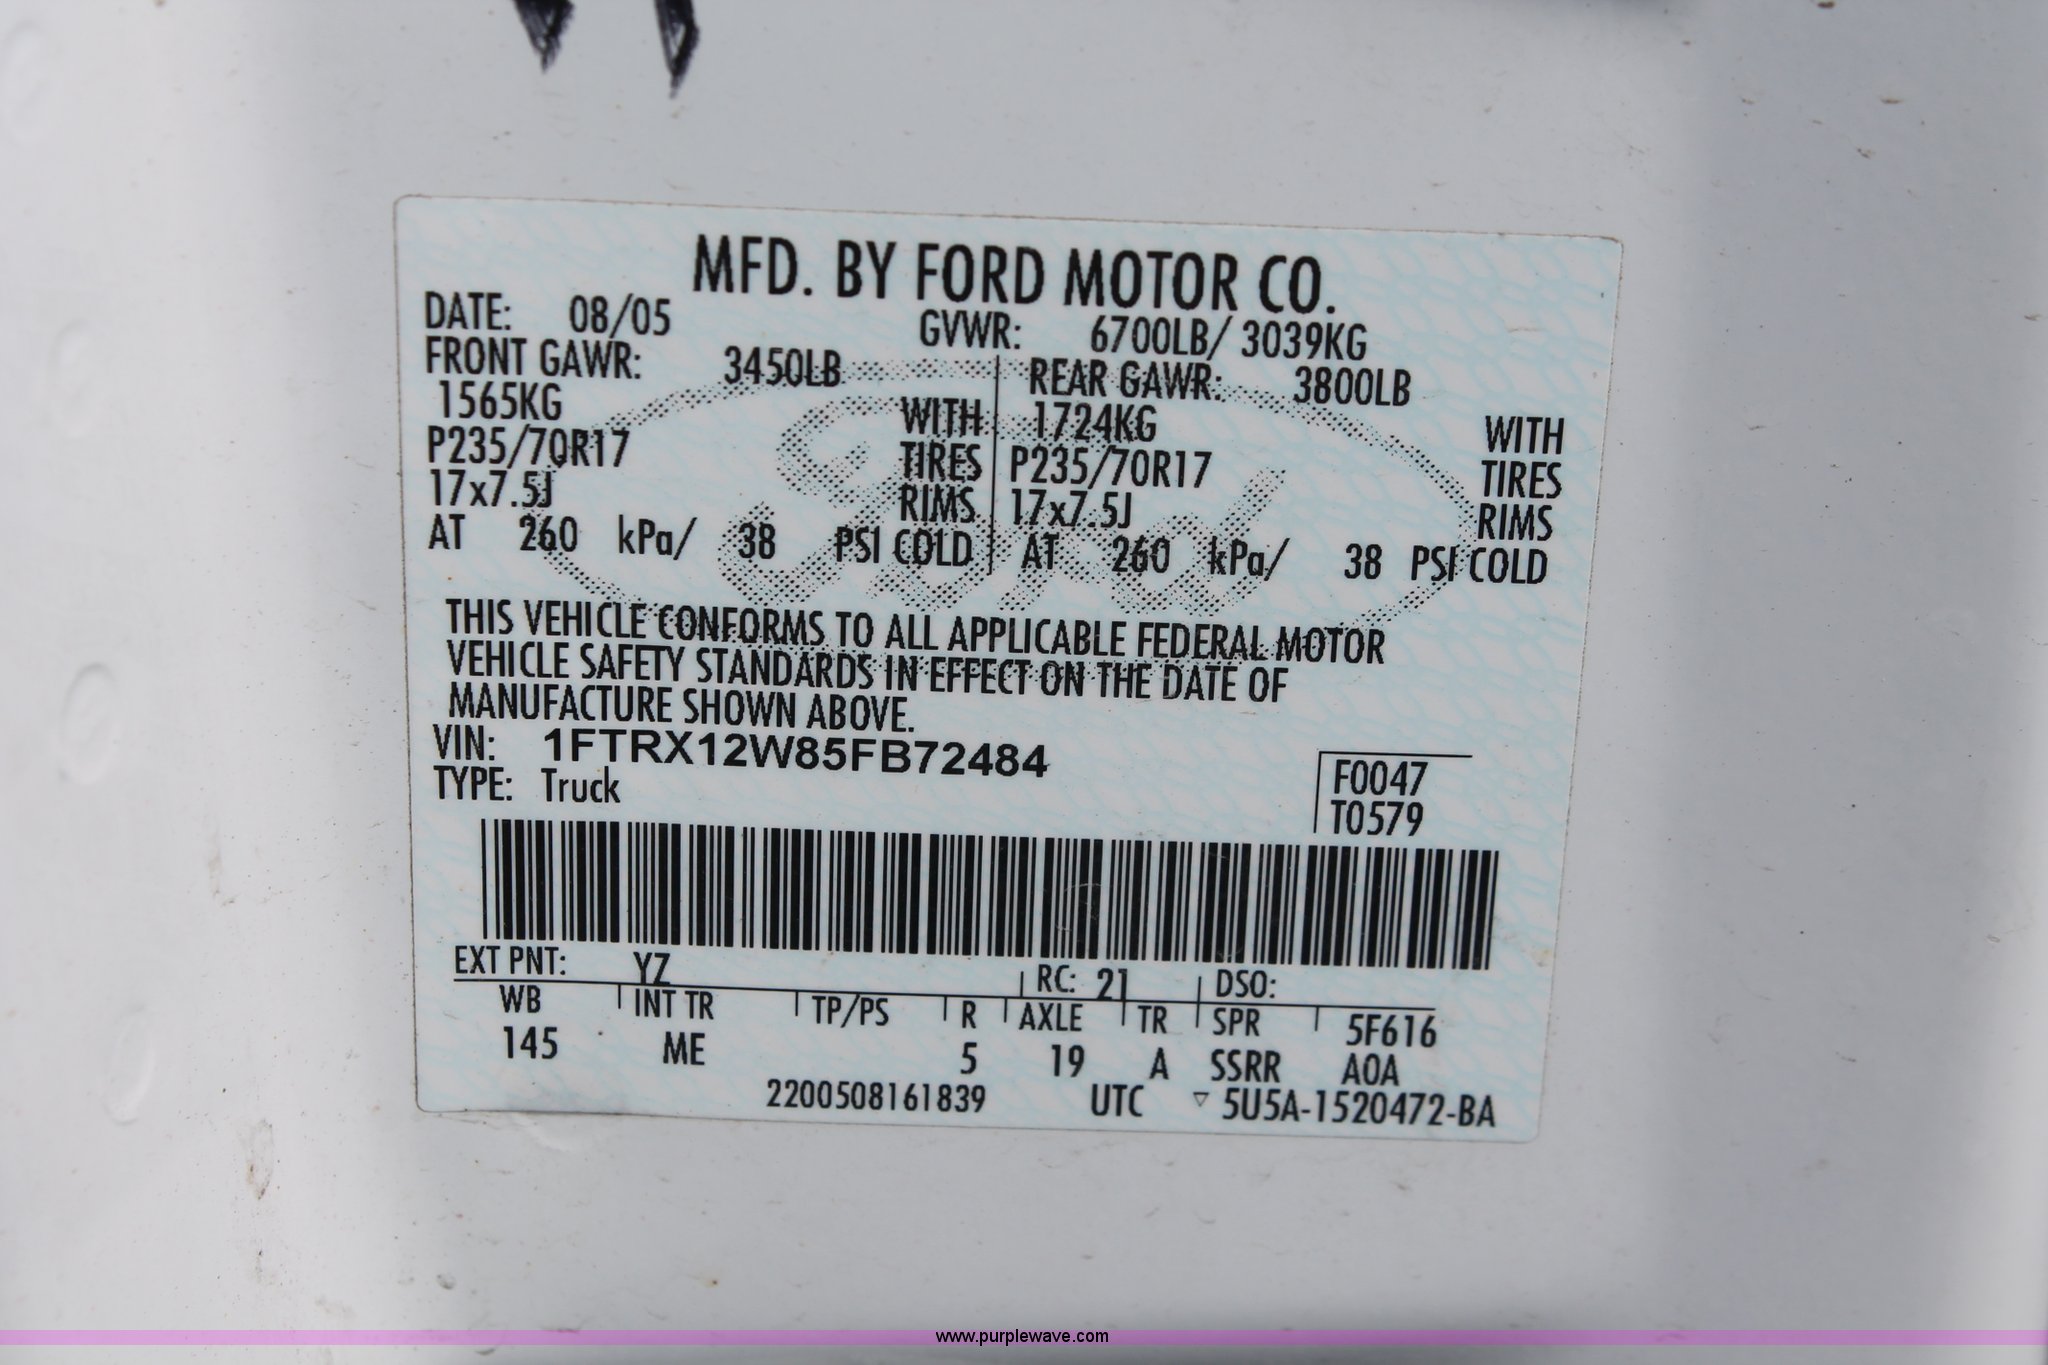 MFD. BY FORD MOTOR CO.
DATE: 08/05 GVWR: 6700LB/ 3039KG
FRONT GAWR: 3450LB REAR GAWR: 3800LB
1565KG WITH 1724KG WITH
P235/70R17 TIRES P235/70R17 TIRES
17x7.5J RIMS 17x7.5J RIMS
AT 260 kPa/ 38 PSI COLD AT 260 kPa/ 38 PSI COLD
Ford
THIS VEHICLE CONFORMS TO ALL APPLICABLE FEDERAL MOTOR
VEHICLE SAFETY STANDARDS IN EFFECT ON THE DATE OF
MANUFACTURE SHOWN ABOVE.
VIN: 1FTRX12W85FB72484
TYPE: Truck
F0047
T0579
EXT PNT: YZ RC: 21 DSO:
WB INT TR TP/PS R AXLE TR SPR 5F616
145 ME 5 19 A SSRR A0A
2200508161839 UTC ▽ 5U5A-1520472-BA
www.purplewave.com